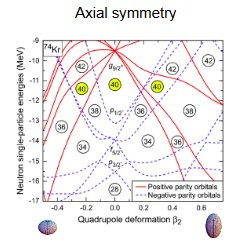 Axial symmetry
-9
74Kr
42
g9/2+
42
-10
-11
40
40
40
-12
38
p1/2-
38
Neutron single-particle energies (MeV)
-13
36
36
-14
34
34
-15
f5/2-
p3/2-
-16
28
Positive parity orbitals
Negative parity orbitals
-17
-0.4
-0.2
0.0
0.2
0.4
0.6
Quadrupole deformation β2